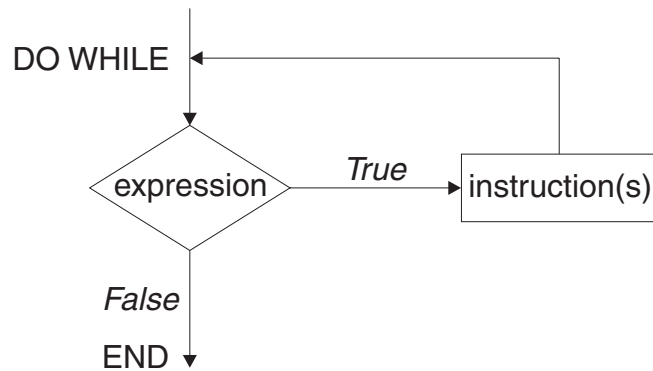 DO WHILE
expression
True
instruction(s)
False
END